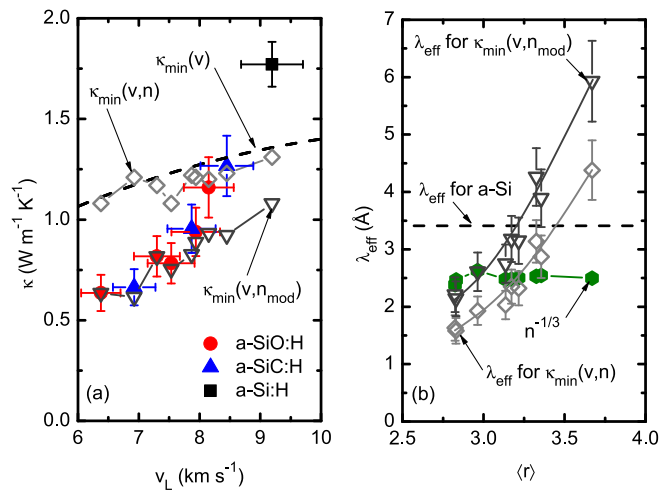 2.0
1.5
1.0
0.5
0.0
κ (W m⁻¹ K⁻¹)
κmin(v,n)
κmin(v)
κmin(v,nmod)
a-SiO:H
a-SiC:H
a-Si:H
(a)
6 7 8 9 10
vL (km s⁻¹)
7
6
5
4
3
2
1
0
λeff (Å)
λeff for κmin(v,nmod)
λeff for a-Si
n⁻¹/³
λeff for κmin(v,n)
(b)
2.5 3.0 3.5 4.0
⟨r⟩